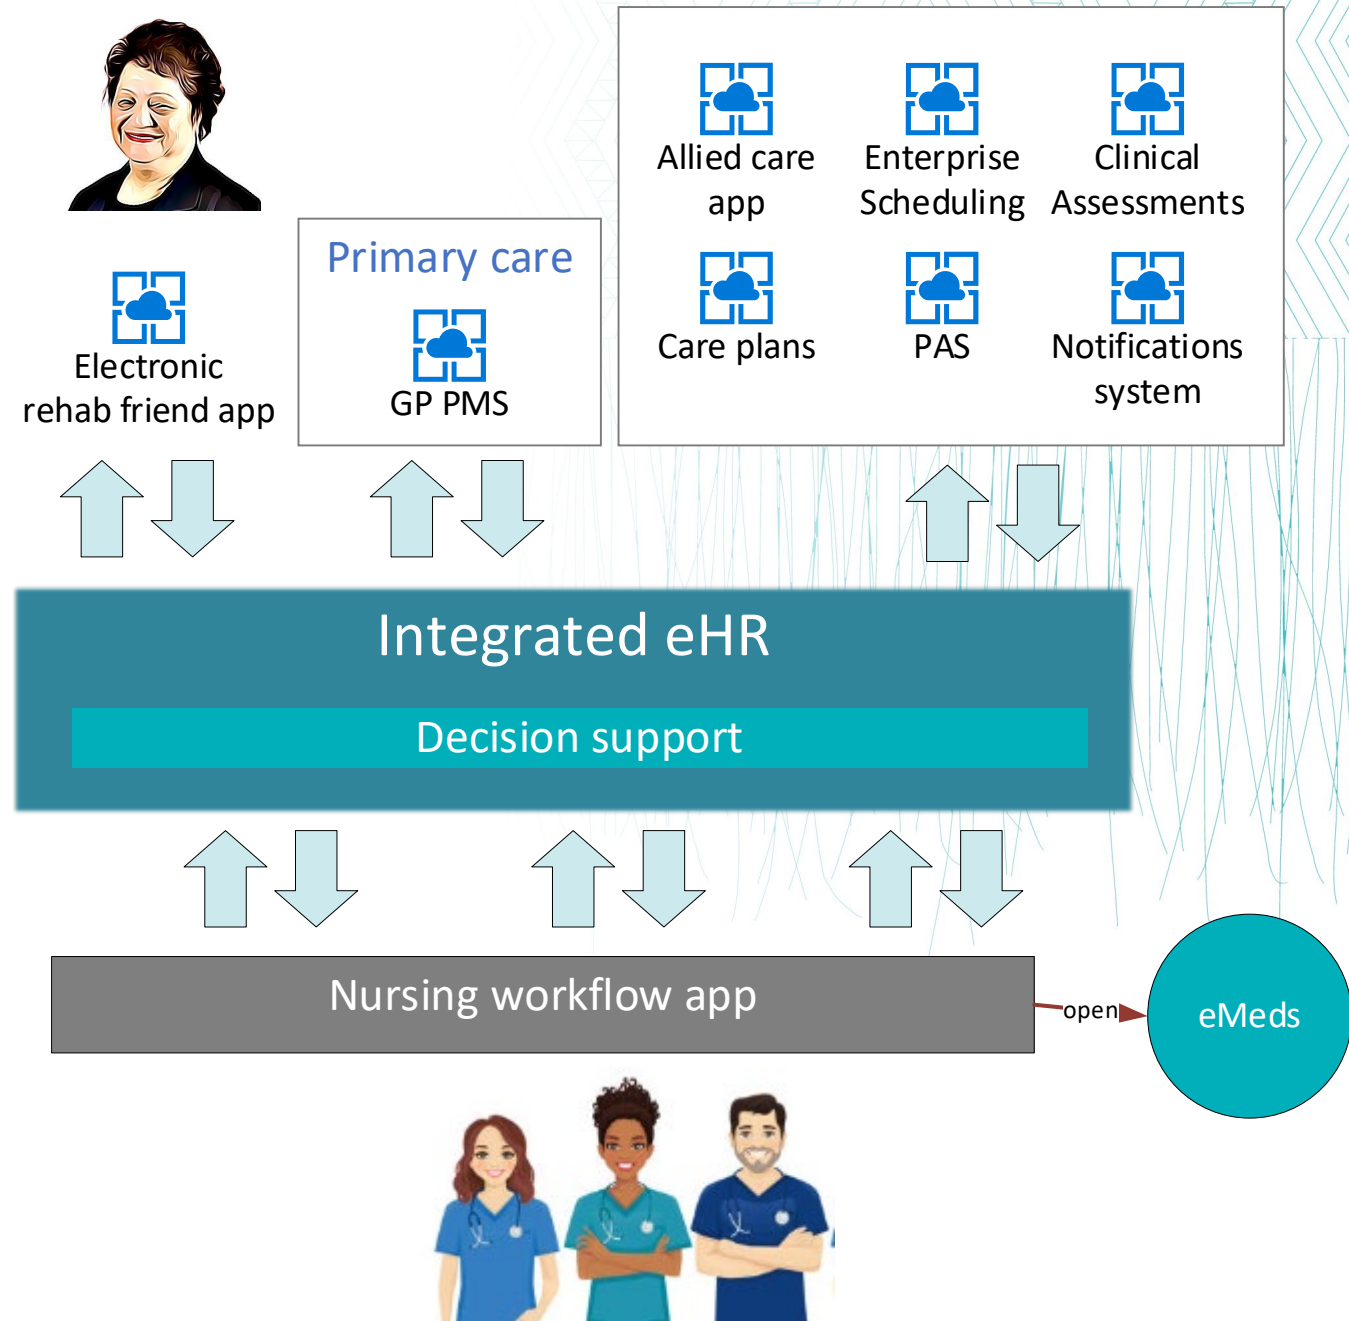 Electronic
rehab friend app
Primary care
GP PMS
Allied care
app
Enterprise
Scheduling
Clinical
Assessments
Care plans
PAS
Notifications
system
Integrated eHR
Decision support
Nursing workflow app
open
eMeds